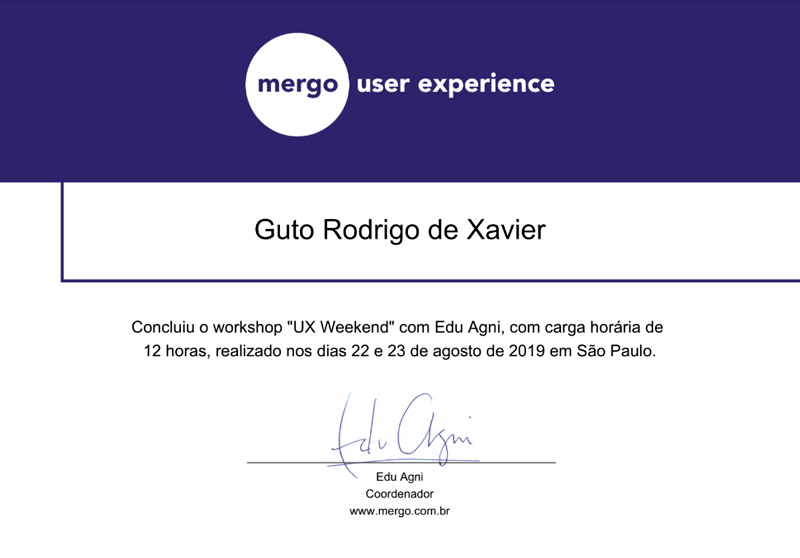 mergo user experience
Guto Rodrigo de Xavier
Concluiu o workshop "UX Weekend" com Edu Agni, com carga horária de
12 horas, realizado nos dias 22 e 23 de agosto de 2019 em São Paulo.
Edu Agni
Edu Agni
Coordenador
www.mergo.com.br